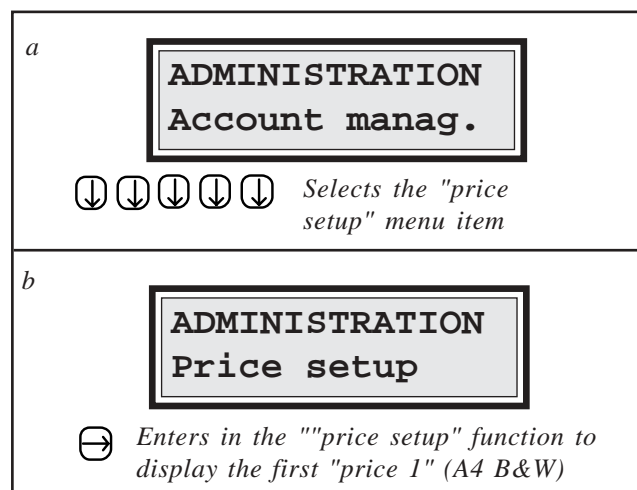 a
ADMINISTRATION
Account manag.
Selects the "price
setup" menu item
b
ADMINISTRATION
Price setup
Enters in the ""price setup" function to
display the first "price 1" (A4 B&W)